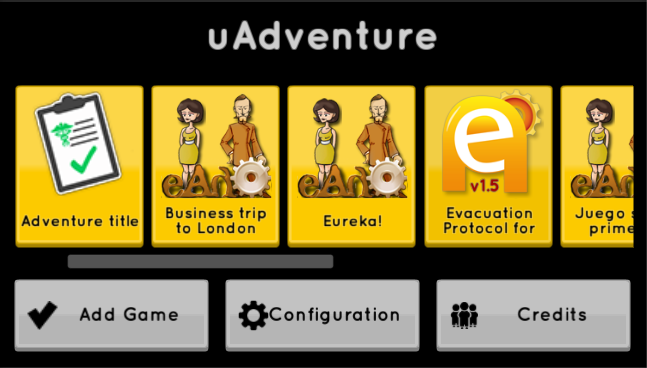 uAdventure
Adventure title
Business trip
to London
Eureka!
e
v1.5
Evacuation
Protocol for
Juego
prime
Add Game
Configuration
Credits